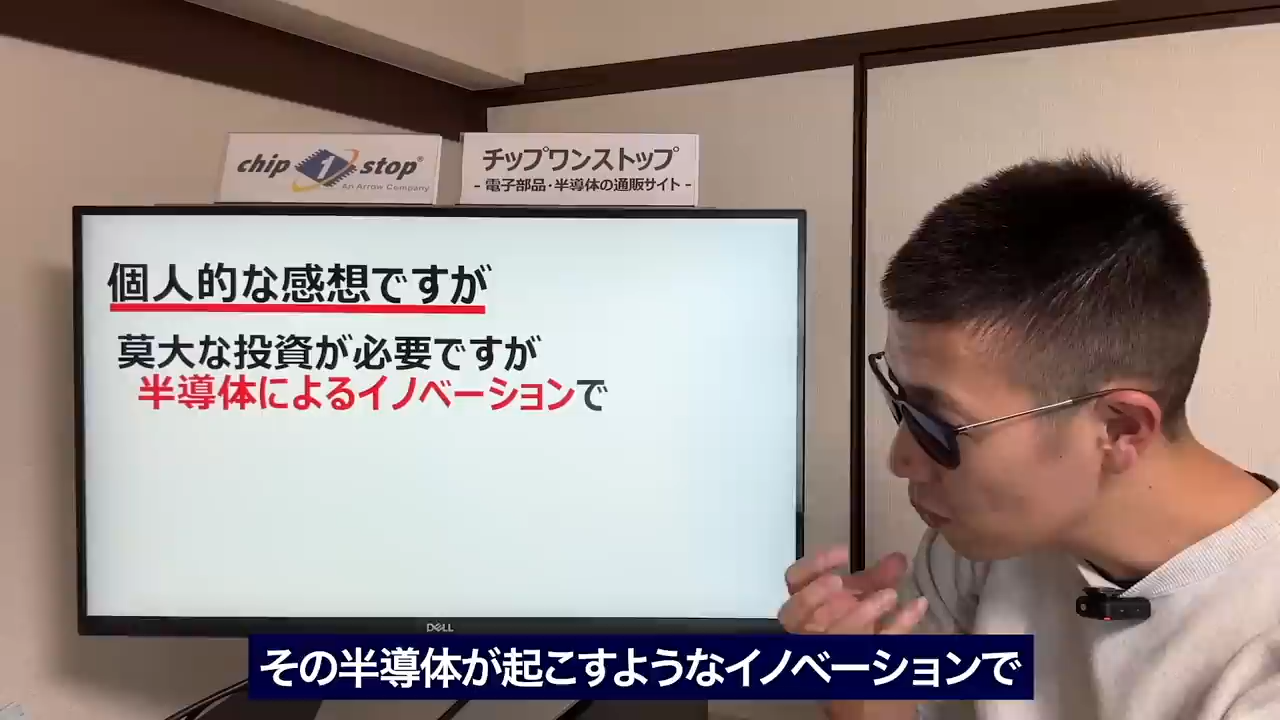 chip 1 stop®
An Arrow Company
チップワンストップ
- 電子部品・半導体の通販サイト -
個人的な感想ですが
莫大な投資が必要ですが
半導体によるイノベーションで
DELL
その半導体が起こすようなイノベーションで